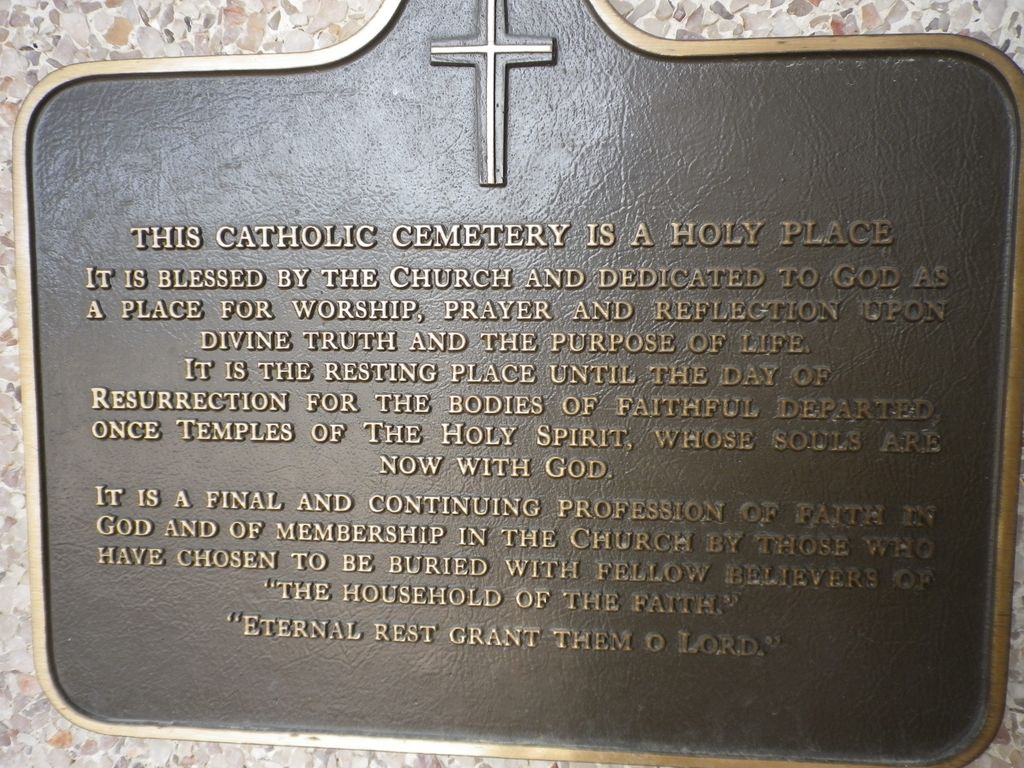 THIS CATHOLIC CEMETERY IS A HOLY PLACE
IT IS BLESSED BY THE CHURCH AND DEDICATED TO GOD AS
A PLACE FOR WORSHIP, PRAYER AND REFLECTION UPON
DIVINE TRUTH AND THE PURPOSE OF LIFE.
IT IS THE RESTING PLACE UNTIL THE DAY OF
RESURRECTION FOR THE BODIES OF FAITHFUL DEPARTED,
ONCE TEMPLES OF THE HOLY SPIRIT, WHOSE SOULS ARE
NOW WITH GOD.
IT IS A FINAL AND CONTINUING PROFESSION OF FAITH IN
GOD AND OF MEMBERSHIP IN THE CHURCH BY THOSE WHO
HAVE CHOSEN TO BE BURIED WITH FELLOW BELIEVERS OF
"THE HOUSEHOLD OF THE FAITH."
"ETERNAL REST GRANT THEM O LORD."